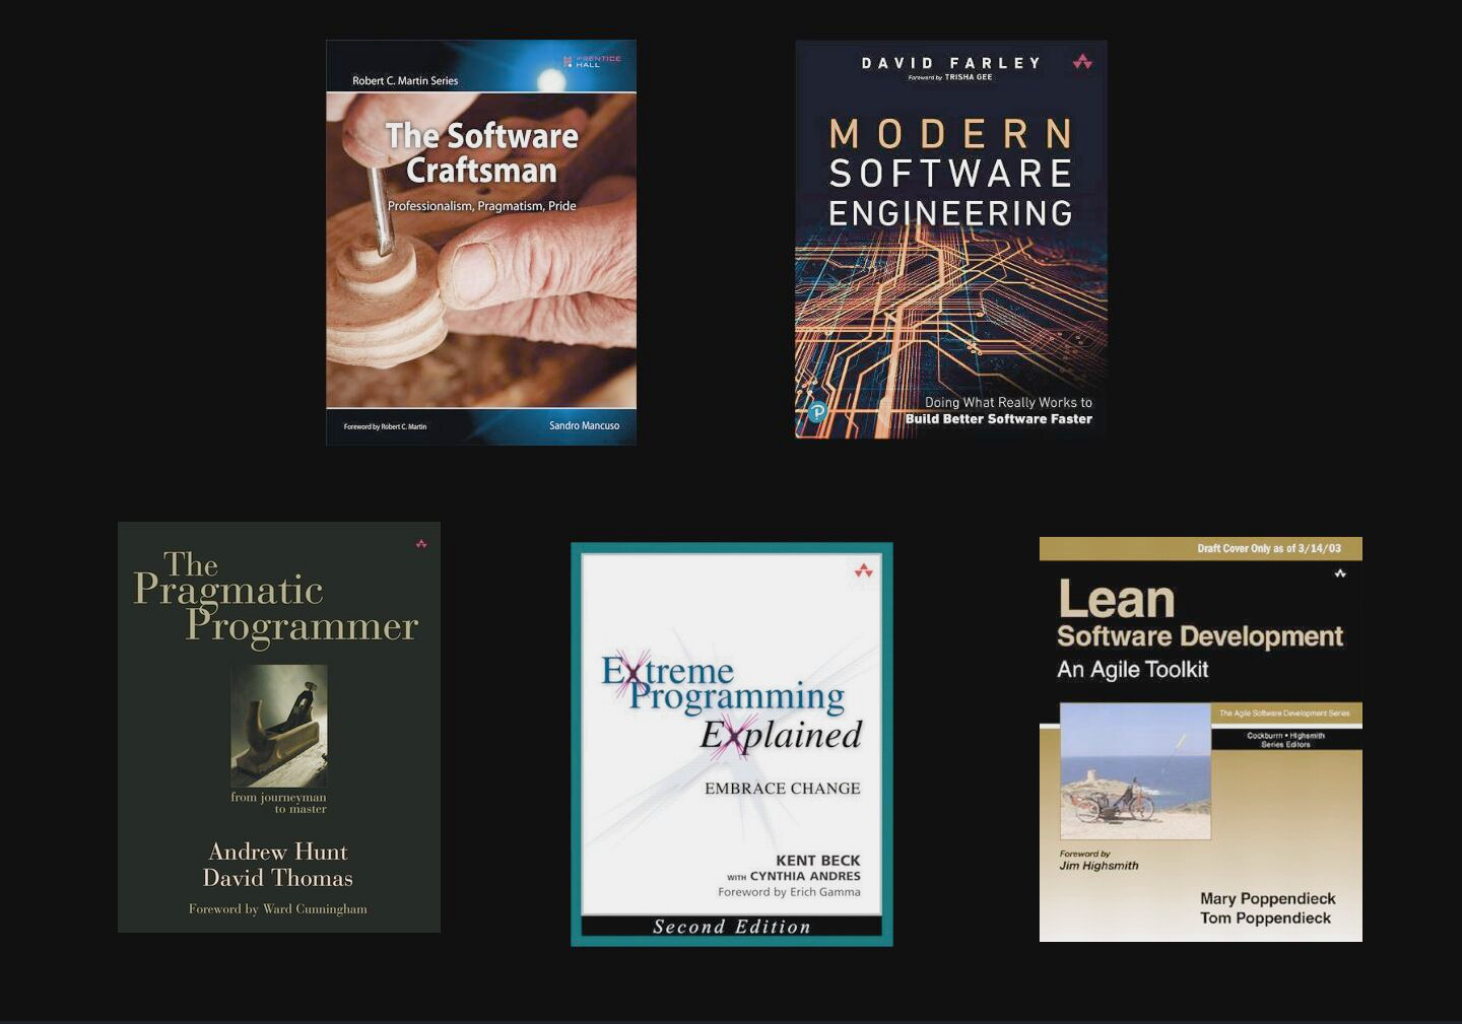 Robert C. Martin Series
PRENTICE
HALL
The Software
Craftsman
Professionalism, Pragmatism, Pride
Foreword by Robert C. Martin
Sandro Mancuso
DAVID FARLEY
Foreword by TRISHA GEE
MODERN
SOFTWARE
ENGINEERING
Doing What Really Works to
Build Better Software Faster
The
Pragmatic
Programmer
from journeyman
to master
Andrew Hunt
David Thomas
Foreword by Ward Cunningham
Extreme
Programming
Explained
EMBRACE CHANGE
KENT BECK
WITH CYNTHIA ANDRES
Foreword by Erich Gamma
Second Edition
Draft Cover Only as of 3/14/03
Lean
Software Development
An Agile Toolkit
The Agile Software Development Series
Cockburn • Highsmith
Series Editors
Foreword by
Jim Highsmith
Mary Poppendieck
Tom Poppendieck